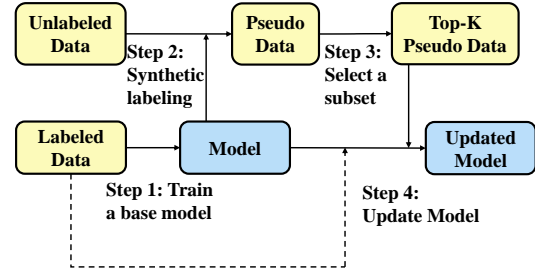 Unlabeled
Data
Step 2:
Synthetic
labeling
Pseudo
Data
Step 3:
Select a
subset
Top-K
Pseudo Data
Labeled
Data
Step 1: Train
a base model
Model
Step 4:
Update Model
Updated
Model